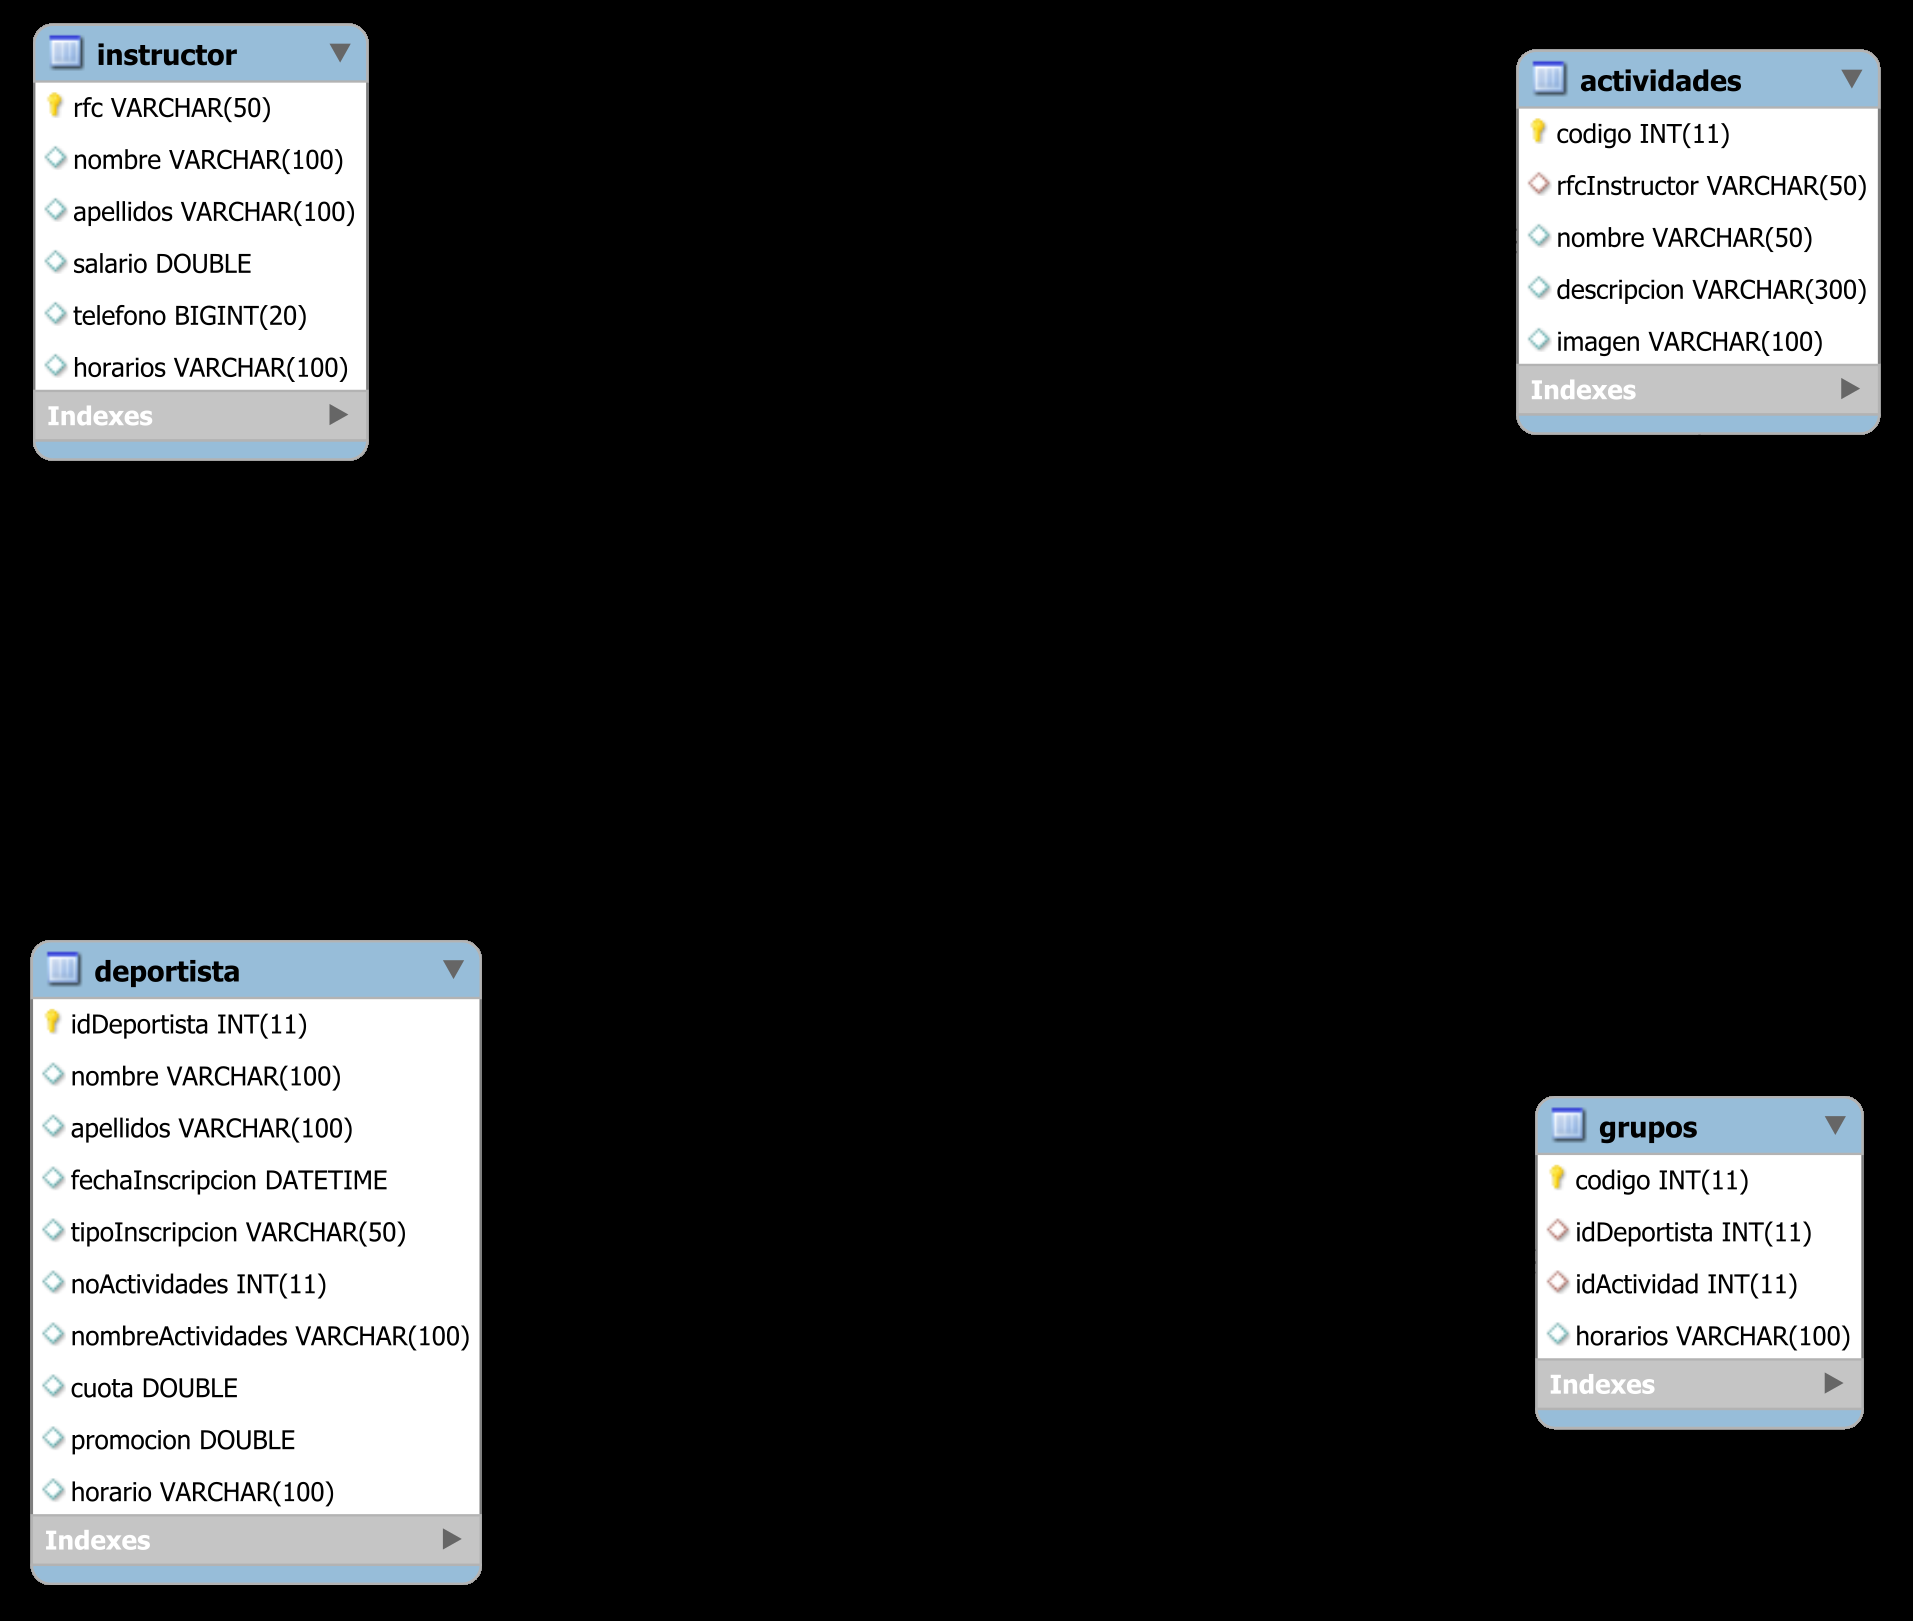 instructor
rfc VARCHAR(50)
nombre VARCHAR(100)
apellidos VARCHAR(100)
salario DOUBLE
telefono BIGINT(20)
horarios VARCHAR(100)
Indexes
actividades
codigo INT(11)
rfcInstructor VARCHAR(50)
nombre VARCHAR(50)
descripcion VARCHAR(300)
imagen VARCHAR(100)
Indexes
deportista
idDeportista INT(11)
nombre VARCHAR(100)
apellidos VARCHAR(100)
fechaInscripcion DATETIME
tipoInscripcion VARCHAR(50)
noActividades INT(11)
nombreActividades VARCHAR(100)
cuota DOUBLE
promocion DOUBLE
horario VARCHAR(100)
Indexes
grupos
codigo INT(11)
idDeportista INT(11)
idActividad INT(11)
horarios VARCHAR(100)
Indexes